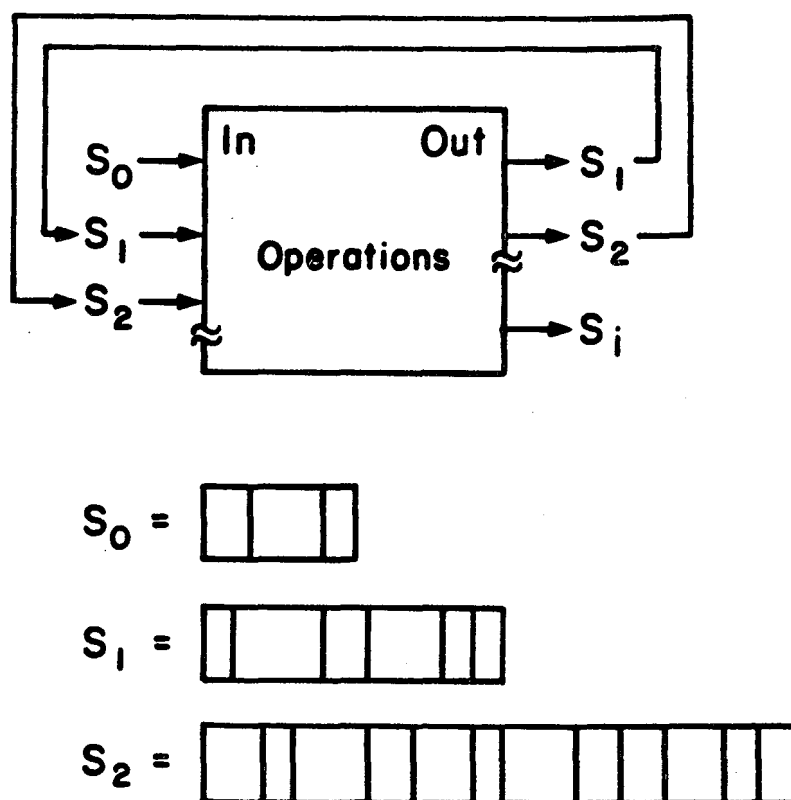 In Out
S₀ S₁
S₁ S₂
Operations
S₂
Sᵢ
S₀ =
S₁ =
S₂ =